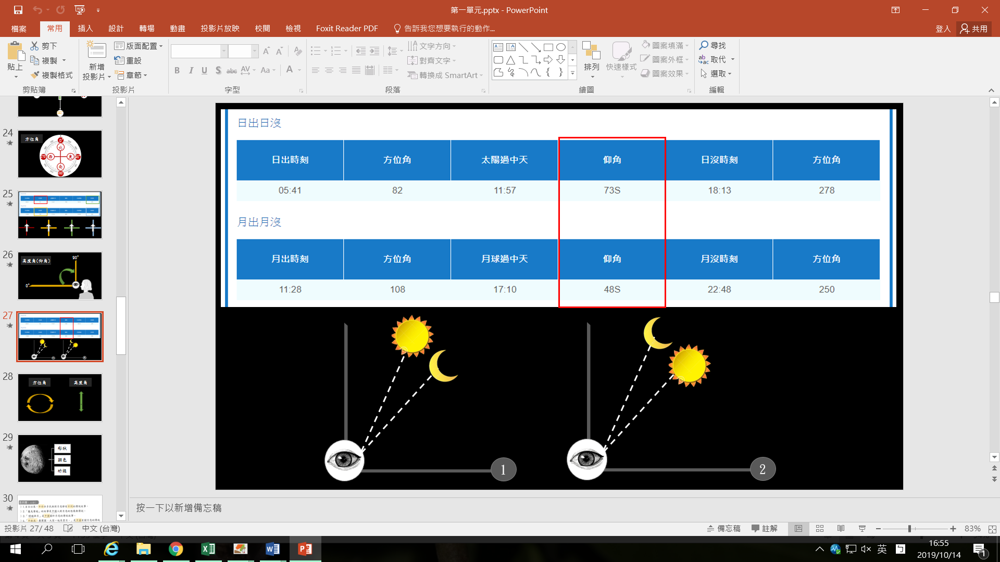 第一單元.pptx - PowerPoint
檔案 常用 插入 設計 轉場 動畫 投影片放映 校閱 檢視 Foxit Reader PDF 告訴我您想要執行的動作... 登入 共用
貼上 剪下 複製 複製格式 剪貼簿
新增投影片 版面配置 重設 章節 投影片
B I U S abc AV Aa A 字型
文字方向 對齊文字 轉換成 SmartArt 段落
排列 快速樣式 圖案填滿 圖案外框 圖案效果 繪圖
尋找 取代 選取 編輯
24
方位角
0°
北
西
東
南
25
26
高度角(仰角)
90°
0°
27
28
方位角 高度角
29
形狀
顏色
功能
30
日出日沒
日出時刻 方位角 太陽過中天 仰角 日沒時刻 方位角
05:41 82 11:57 73S 18:13 278
月出月沒
月出時刻 方位角 月球過中天 仰角 月沒時刻 方位角
11:28 108 17:10 48S 22:48 250
1 2
按一下以新增備忘稿
投影片 27/ 48 中文 (台灣) 備忘稿 註解 83%
英 ㄅ 16:55
2019/10/14
1